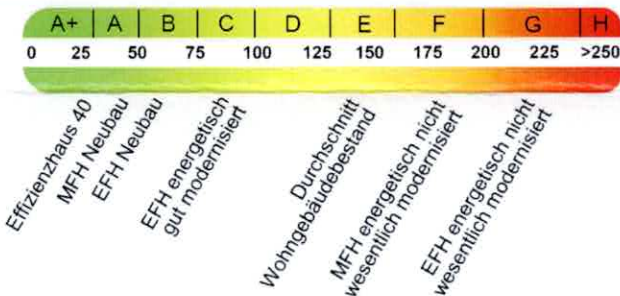 A+ A B C D E F G H
0 25 50 75 100 125 150 175 200 225 >250
Effizienzhaus 40
MFH Neubau
EFH Neubau
EFH energetisch
gut modernisiert
Durchschnitt
Wohngebäudebestand
MFH energetisch nicht
wesentlich modernisiert
EFH energetisch nicht
wesentlich modernisiert